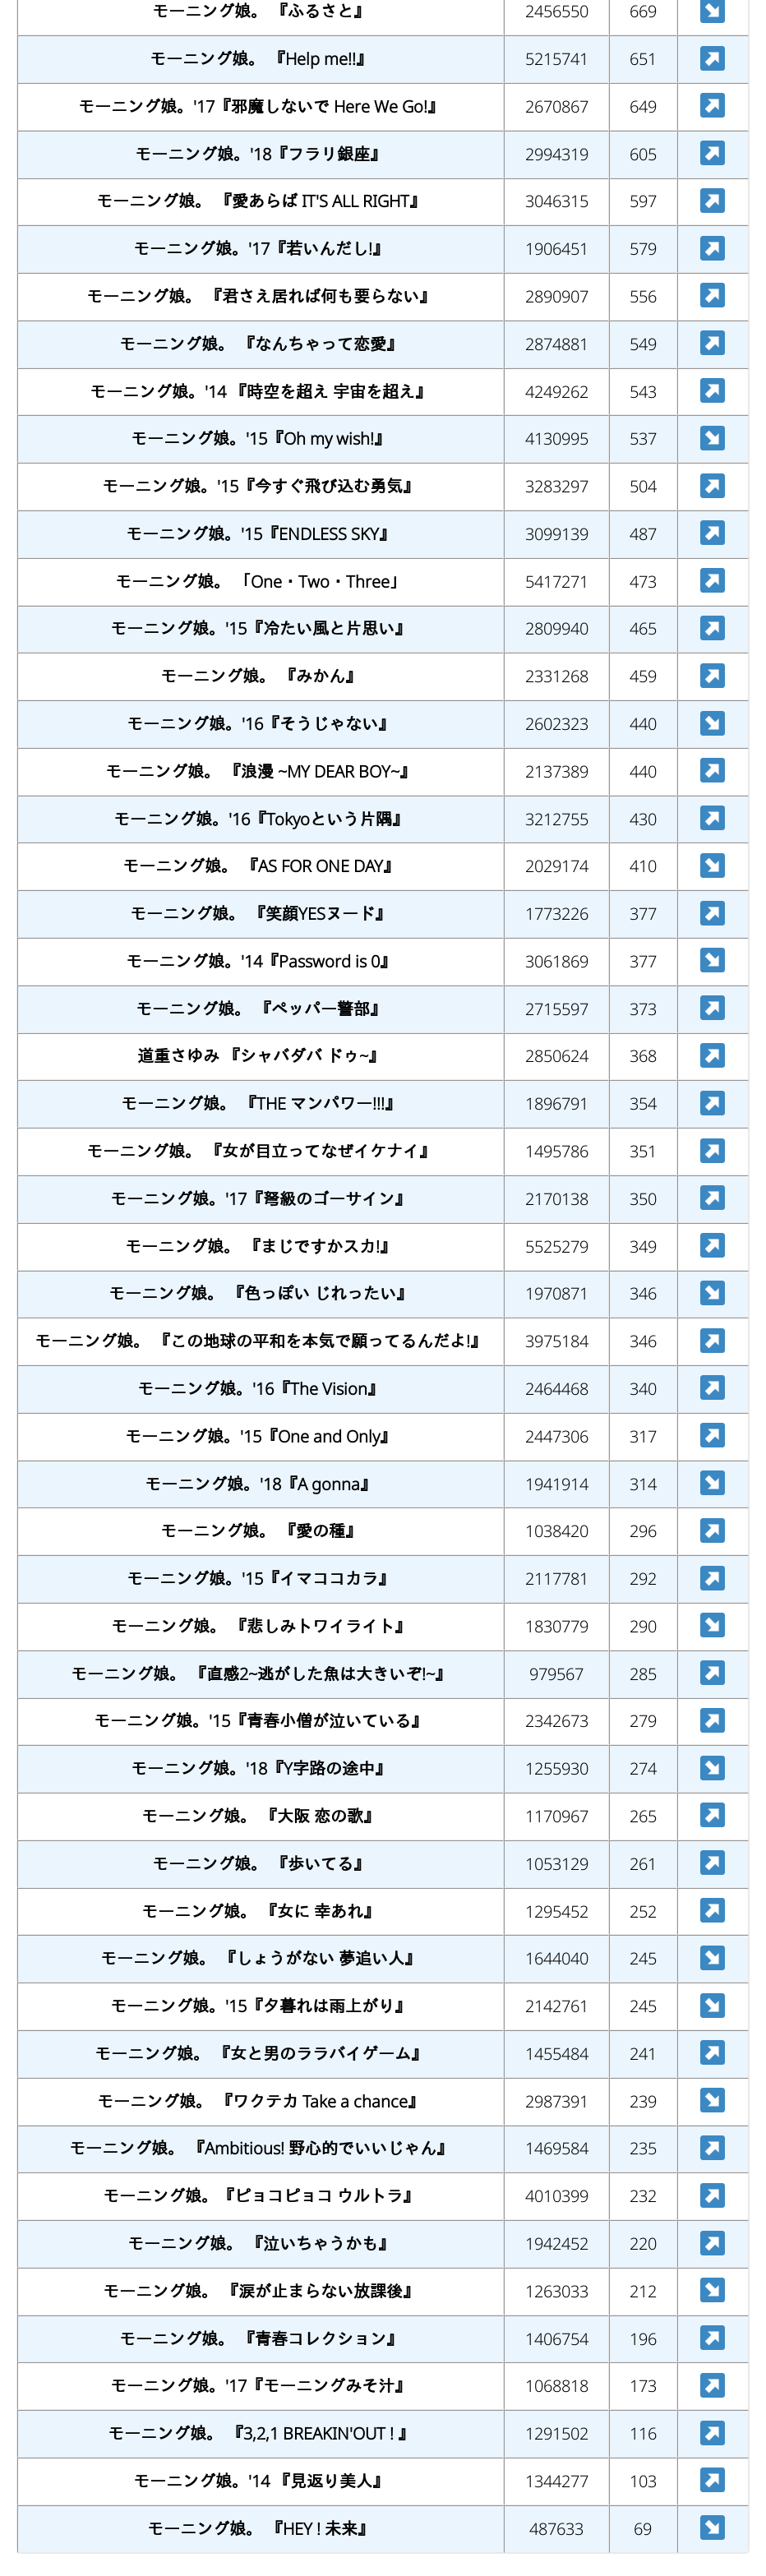 モーニング娘。 『ふるさと』 2456550 669 ↘
モーニング娘。 『Help me!!』 5215741 651 ↗
モーニング娘。'17『邪魔しないで Here We Go!』 2670867 649 ↗
モーニング娘。'18『フラリ銀座』 2994319 605 ↗
モーニング娘。 『愛あらば IT'S ALL RIGHT』 3046315 597 ↗
モーニング娘。'17『若いんだし!』 1906451 579 ↗
モーニング娘。 『君さえ居れば何も要らない』 2890907 556 ↗
モーニング娘。 『なんちゃって恋愛』 2874881 549 ↗
モーニング娘。'14 『時空を超え 宇宙を超え』 4249262 543 ↗
モーニング娘。'15『Oh my wish!』 4130995 537 ↘
モーニング娘。'15『今すぐ飛び込む勇気』 3283297 504 ↗
モーニング娘。'15『ENDLESS SKY』 3099139 487 ↗
モーニング娘。 「One・Two・Three」 5417271 473 ↗
モーニング娘。'15『冷たい風と片思い』 2809940 465 ↗
モーニング娘。 『みかん』 2331268 459 ↗
モーニング娘。'16『そうじゃない』 2602323 440 ↘
モーニング娘。 『浪漫 ~MY DEAR BOY~』 2137389 440 ↗
モーニング娘。'16『Tokyoという片隅』 3212755 430 ↗
モーニング娘。 『AS FOR ONE DAY』 2029174 410 ↘
モーニング娘。 『笑顔YESヌード』 1773226 377 ↗
モーニング娘。'14『Password is 0』 3061869 377 ↘
モーニング娘。 『ペッパー警部』 2715597 373 ↗
道重さゆみ 『シャバダバ ドゥ~』 2850624 368 ↗
モーニング娘。 『THE マンパワー!!!』 1896791 354 ↗
モーニング娘。 『女が目立ってなぜイケナイ』 1495786 351 ↗
モーニング娘。'17『弩級のゴーサイン』 2170138 350 ↗
モーニング娘。 『まじですかスカ!』 5525279 349 ↗
モーニング娘。 『色っぽい じれったい』 1970871 346 ↘
モーニング娘。 『この地球の平和を本気で願ってるんだよ!』 3975184 346 ↗
モーニング娘。'16『The Vision』 2464468 340 ↗
モーニング娘。'15『One and Only』 2447306 317 ↗
モーニング娘。'18『A gonna』 1941914 314 ↘
モーニング娘。 『愛の種』 1038420 296 ↗
モーニング娘。'15『イマココカラ』 2117781 292 ↗
モーニング娘。 『悲しみトワイライト』 1830779 290 ↘
モーニング娘。 『直感2~逃がした魚は大きいぞ!~』 979567 285 ↗
モーニング娘。'15『青春小僧が泣いている』 2342673 279 ↗
モーニング娘。'18『Y字路の途中』 1255930 274 ↘
モーニング娘。 『大阪 恋の歌』 1170967 265 ↗
モーニング娘。 『歩いてる』 1053129 261 ↗
モーニング娘。 『女に 幸あれ』 1295452 252 ↗
モーニング娘。 『しょうがない 夢追い人』 1644040 245 ↘
モーニング娘。'15『夕暮れは雨上がり』 2142761 245 ↘
モーニング娘。 『女と男のララバイゲーム』 1455484 241 ↗
モーニング娘。 『ワクテカ Take a chance』 2987391 239 ↘
モーニング娘。 『Ambitious! 野心的でいいじゃん』 1469584 235 ↗
モーニング娘。『ピョコピョコ ウルトラ』 4010399 232 ↗
モーニング娘。 『泣いちゃうかも』 1942452 220 ↗
モーニング娘。 『涙が止まらない放課後』 1263033 212 ↘
モーニング娘。 『青春コレクション』 1406754 196 ↗
モーニング娘。'17『モーニングみそ汁』 1068818 173 ↗
モーニング娘。 『3,2,1 BREAKIN'OUT ! 』 1291502 116 ↗
モーニング娘。'14 『見返り美人』 1344277 103 ↗
モーニング娘。 『HEY ! 未来』 487633 69 ↘